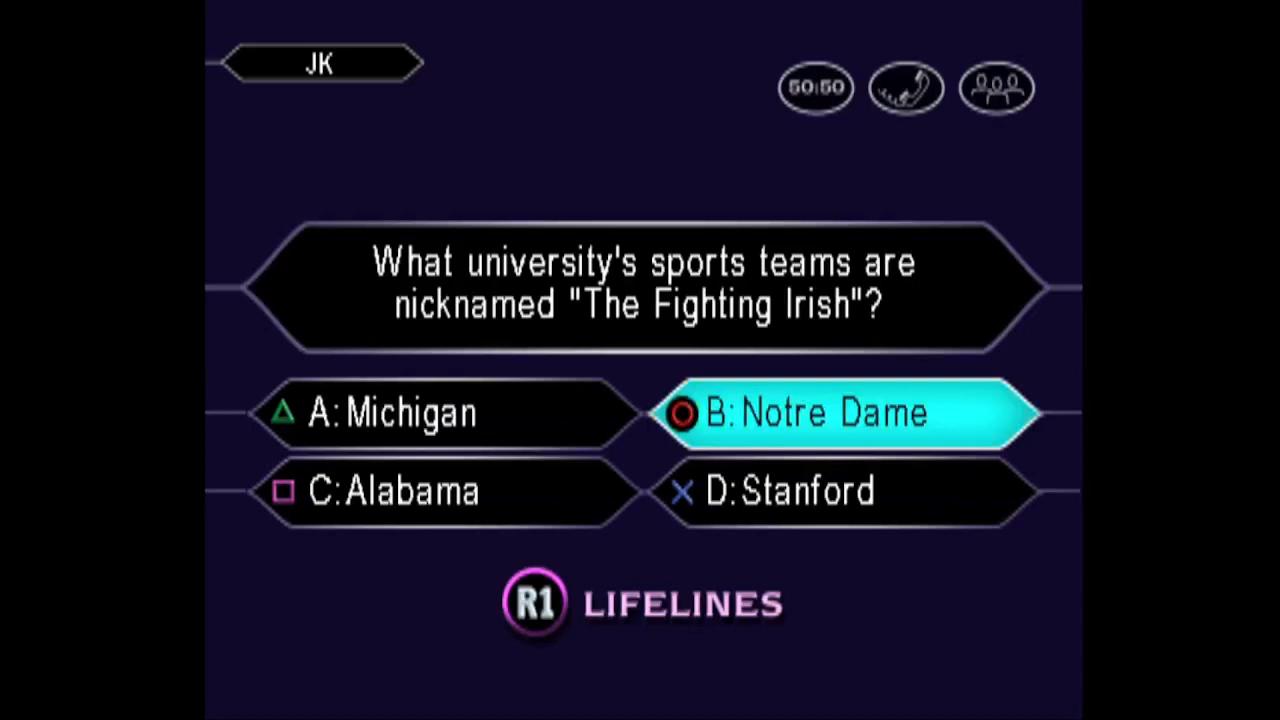 JK
50:50
What university's sports teams are
nicknamed "The Fighting Irish"?
A: Michigan
B: Notre Dame
C: Alabama
D: Stanford
R1 LIFELINES